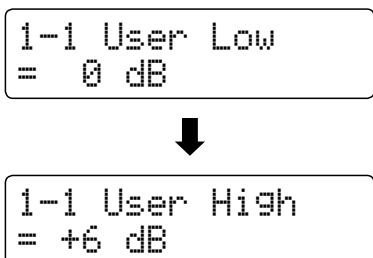 1-1 User Low
=  0 dB
1-1 User High
= +6 dB